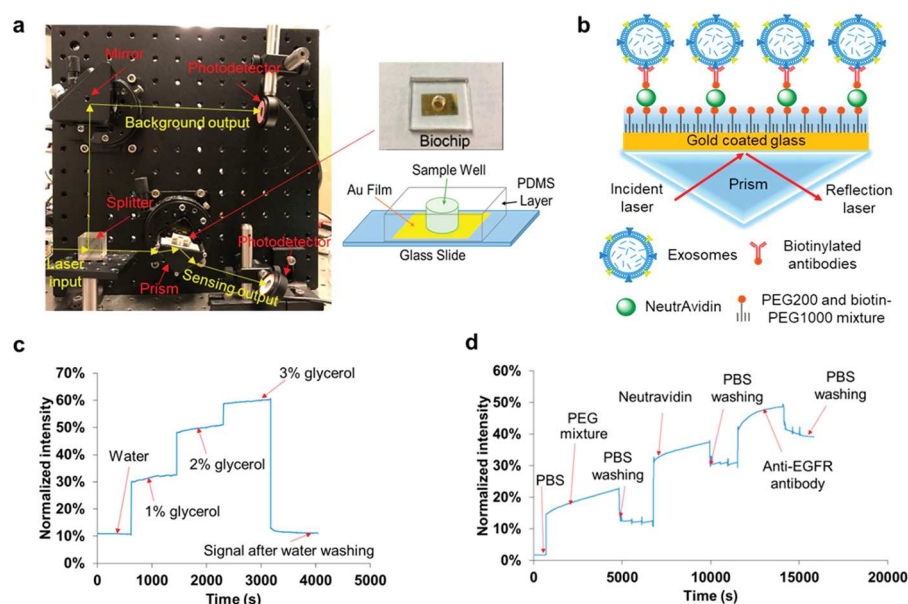 a
Mirror
Photodetector
Background output
Splitter
Laser
input
Prism
Sensing output
Photodetector
Biochip
Sample Well
Au Film
PDMS
Layer
Glass Slide
b
Gold coated glass
Incident
laser
Prism
Reflection
laser
Exosomes
Biotinylated
antibodies
NeutrAvidin
PEG200 and biotin-
PEG1000 mixture
c
Normalized intensity
70%
60%
50%
40%
30%
20%
10%
0%
Water
1% glycerol
2% glycerol
3% glycerol
Signal after water washing
0
1000
2000
3000
4000
5000
Time (s)
d
Normalized intensity
60%
50%
40%
30%
20%
10%
0%
PBS
PEG
mixture
PBS
washing
Neutravidin
PBS
washing
Anti-EGFR
antibody
PBS
washing
0
5000
10000
15000
20000
Time (s)